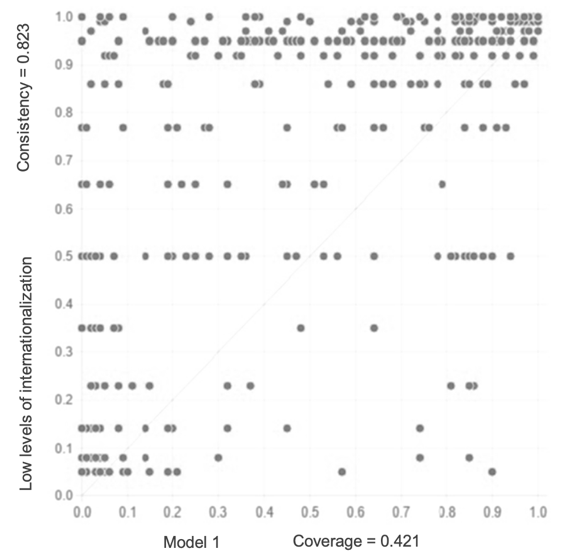 Consistency = 0.823
Low levels of internationalization
1.0
0.9
0.8
0.7
0.6
0.5
0.4
0.3
0.2
0.1
0.0
0.0 0.1 0.2 0.3 0.4 0.5 0.6 0.7 0.8 0.9 1.0
Model 1 Coverage = 0.421